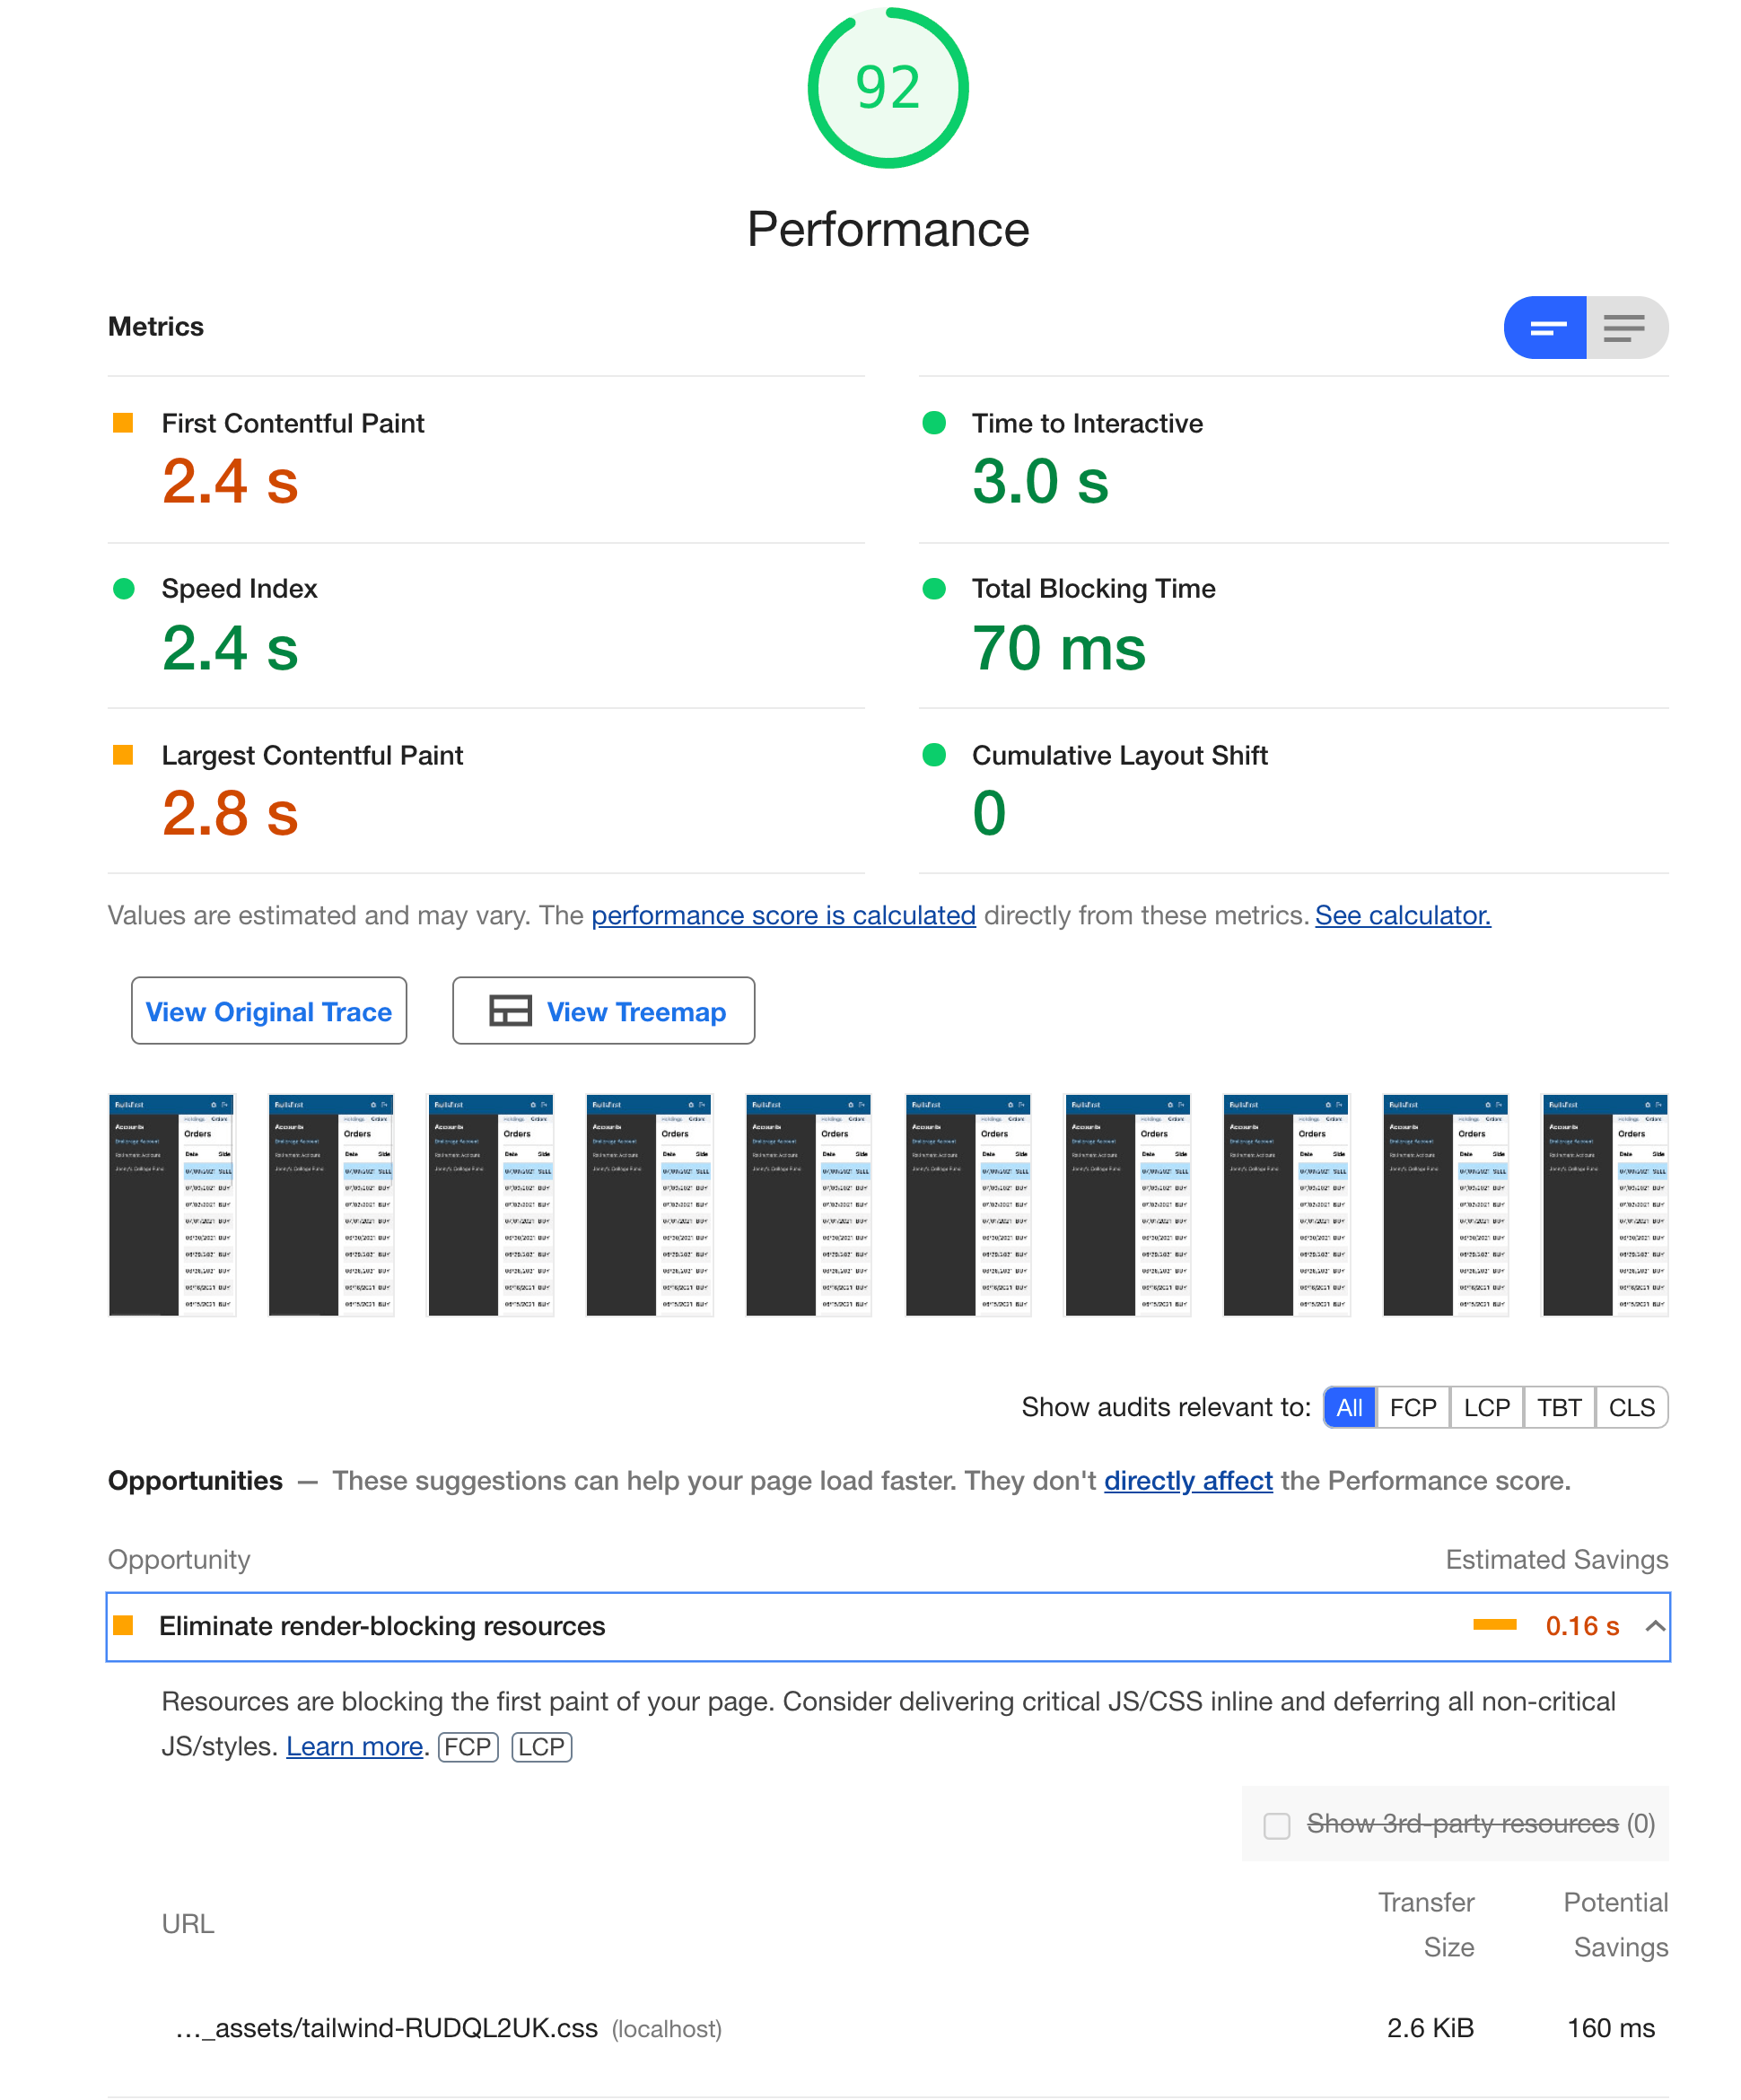 92
Performance
Metrics
First Contentful Paint
2.4 s
Time to Interactive
3.0 s
Speed Index
2.4 s
Total Blocking Time
70 ms
Largest Contentful Paint
2.8 s
Cumulative Layout Shift
0
Values are estimated and may vary. The performance score is calculated directly from these metrics. See calculator.
View Original Trace
View Treemap
Accounts
Orders
Date Side
Show audits relevant to: All FCP LCP TBT CLS
Opportunities — These suggestions can help your page load faster. They don't directly affect the Performance score.
Opportunity Estimated Savings
Eliminate render-blocking resources 0.16 s
Resources are blocking the first paint of your page. Consider delivering critical JS/CSS inline and deferring all non-critical
JS/styles. Learn more. FCP LCP
Show 3rd-party resources (0)
URL
Transfer Size
Potential Savings
…_assets/tailwind-RUDQL2UK.css (localhost) 2.6 KiB 160 ms